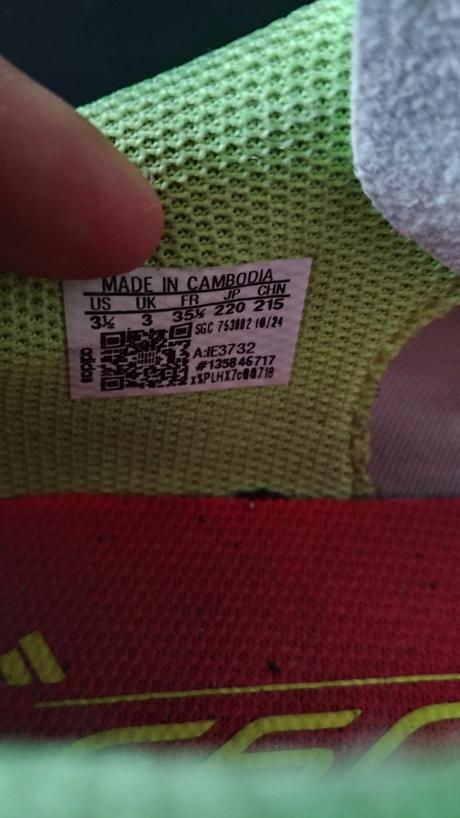 MADE IN CAMBODIA
US UK FR JP CHN
3½ 3 35½ 220 215
SGC 753002 10/24
A:IE3732
#135846717
adidas